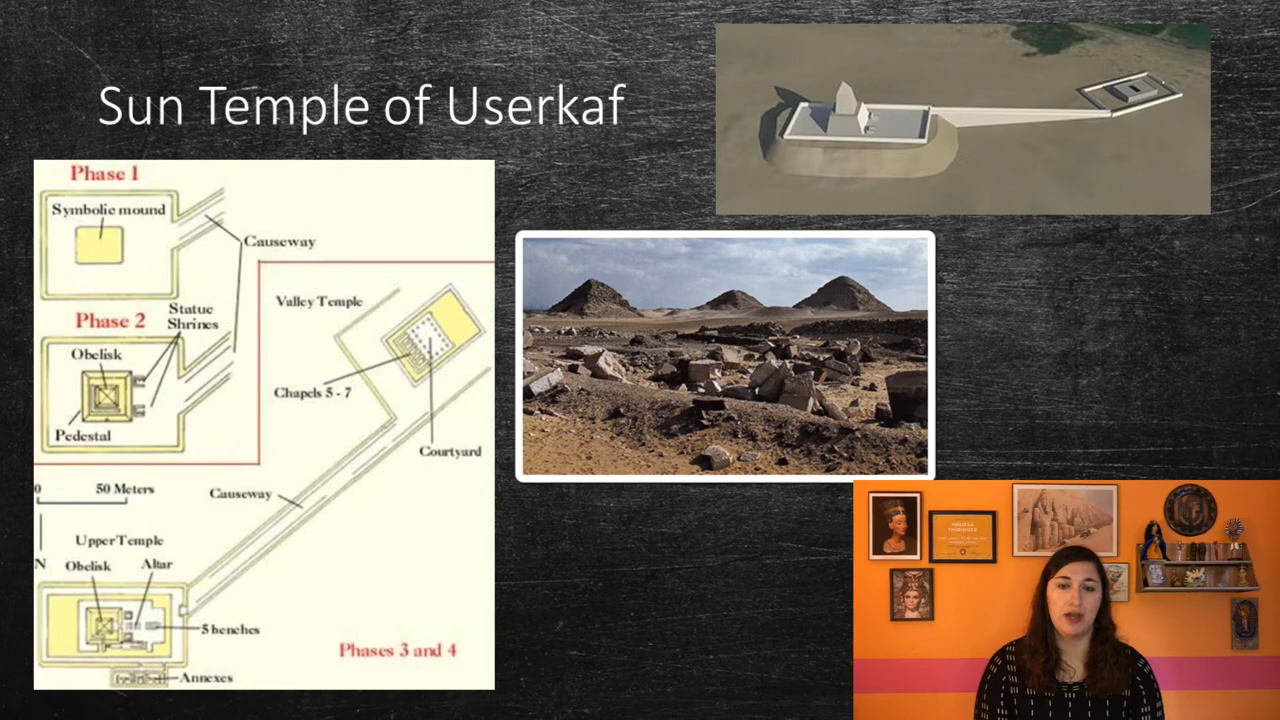 Sun Temple of Userkaf
Phase 1
Symbolic mound
Causeway
Phase 2
Statue
Shrines
Obelisk
Pedestal
Valley Temple
Chapels 5 - 7
Courtyard
0 50 Meters
N
Causeway
Upper Temple
Obelisk Altar
5 benches
Annexes
Phases 3 and 4